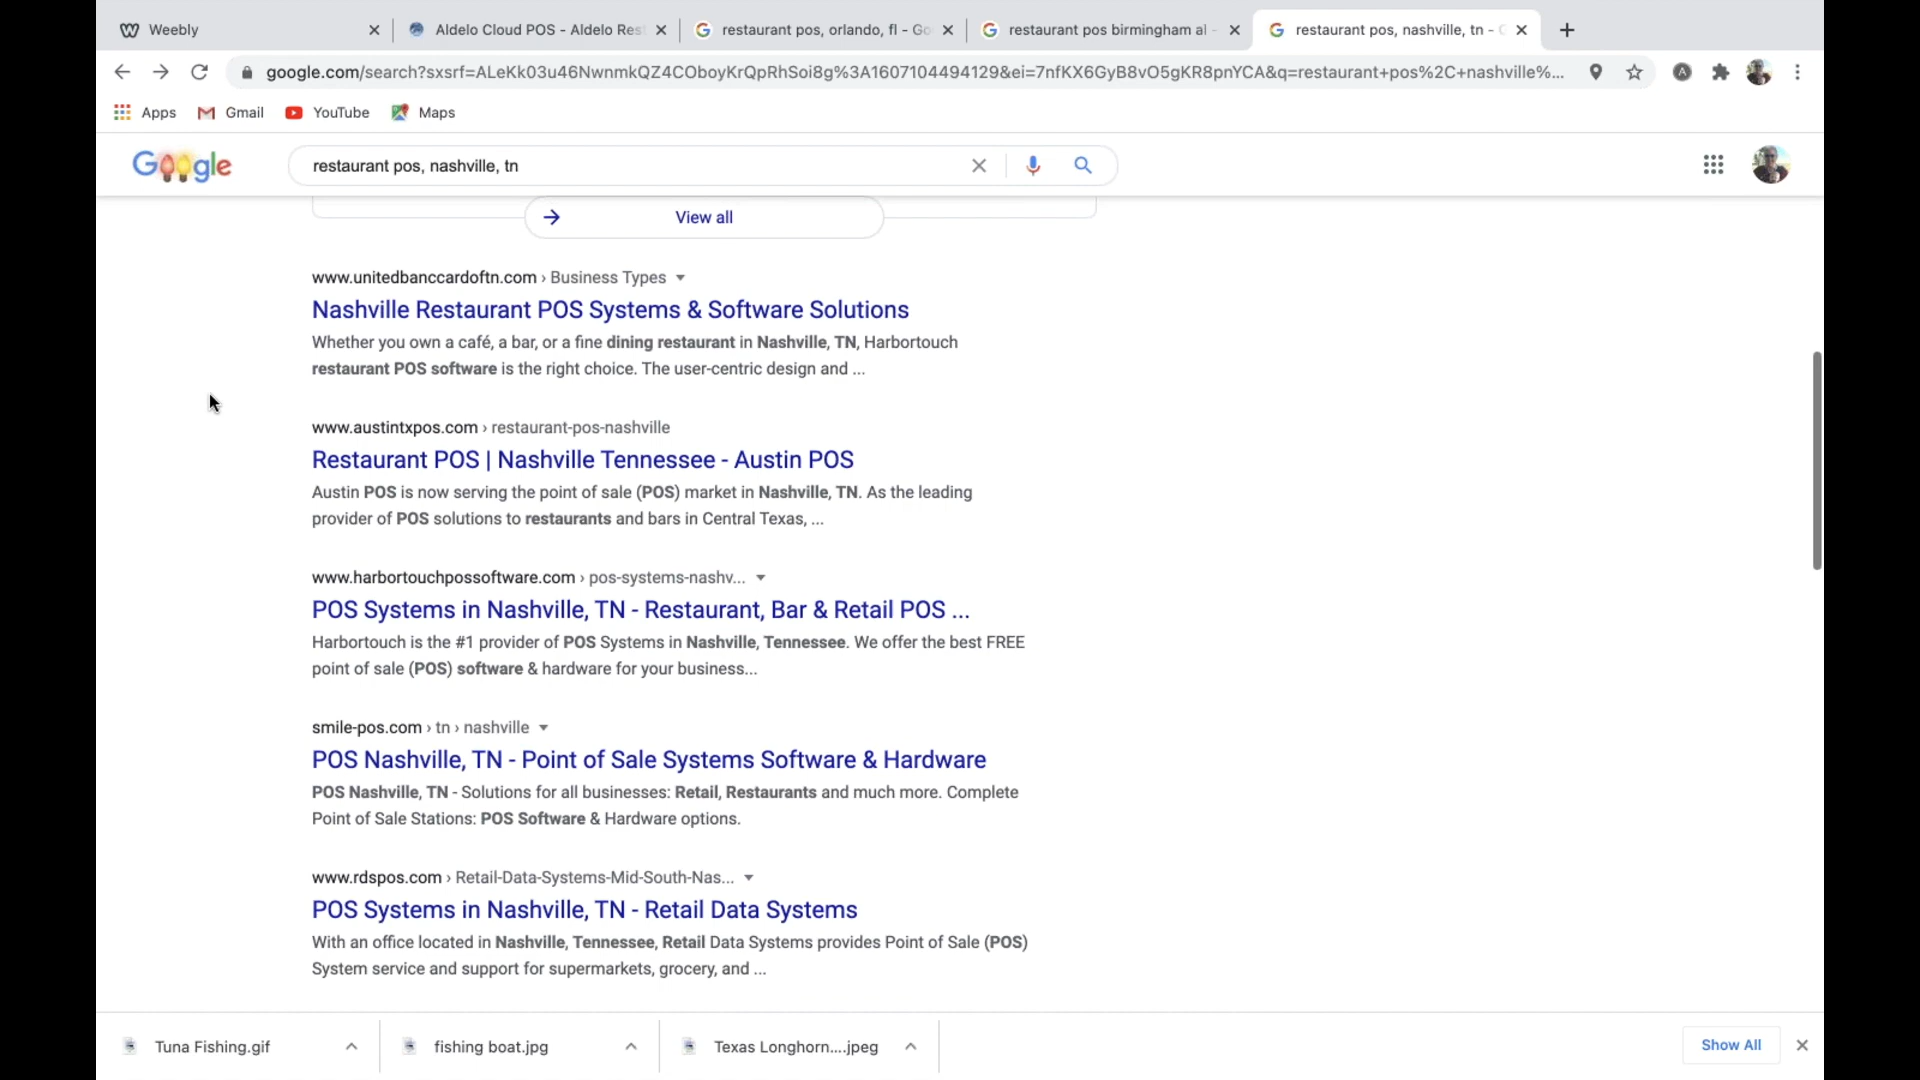 Weebly
Aldelo Cloud POS - Aldelo Res
restaurant pos, orlando, fl - Go
restaurant pos birmingham al -
restaurant pos, nashville, tn - G
google.com/search?sxsrf=ALeKk03u46NwnmkQZ4COboyKrQpRhSoi8g%3A1607104494129&ei=7nfKX6GyB8vO5gKR8pnYCA&q=restaurant+pos%2C+nashville%...
Apps
Gmail
YouTube
Maps
Google
restaurant pos, nashville, tn
View all
www.unitedbanccardoftn.com › Business Types
Nashville Restaurant POS Systems & Software Solutions
Whether you own a café, a bar, or a fine dining restaurant in Nashville, TN, Harbortouch
restaurant POS software is the right choice. The user-centric design and ...
www.austintxpos.com › restaurant-pos-nashville
Restaurant POS | Nashville Tennessee - Austin POS
Austin POS is now serving the point of sale (POS) market in Nashville, TN. As the leading
provider of POS solutions to restaurants and bars in Central Texas, ...
www.harbortouchpossoftware.com › pos-systems-nashv...
POS Systems in Nashville, TN - Restaurant, Bar & Retail POS ...
Harbortouch is the #1 provider of POS Systems in Nashville, Tennessee. We offer the best FREE
point of sale (POS) software & hardware for your business...
smile-pos.com › tn › nashville
POS Nashville, TN - Point of Sale Systems Software & Hardware
POS Nashville, TN - Solutions for all businesses: Retail, Restaurants and much more. Complete
Point of Sale Stations: POS Software & Hardware options.
www.rdspos.com › Retail-Data-Systems-Mid-South-Nas...
POS Systems in Nashville, TN - Retail Data Systems
With an office located in Nashville, Tennessee, Retail Data Systems provides Point of Sale (POS)
System service and support for supermarkets, grocery, and ...
Tuna Fishing.gif
fishing boat.jpg
Texas Longhorn....jpeg
Show All